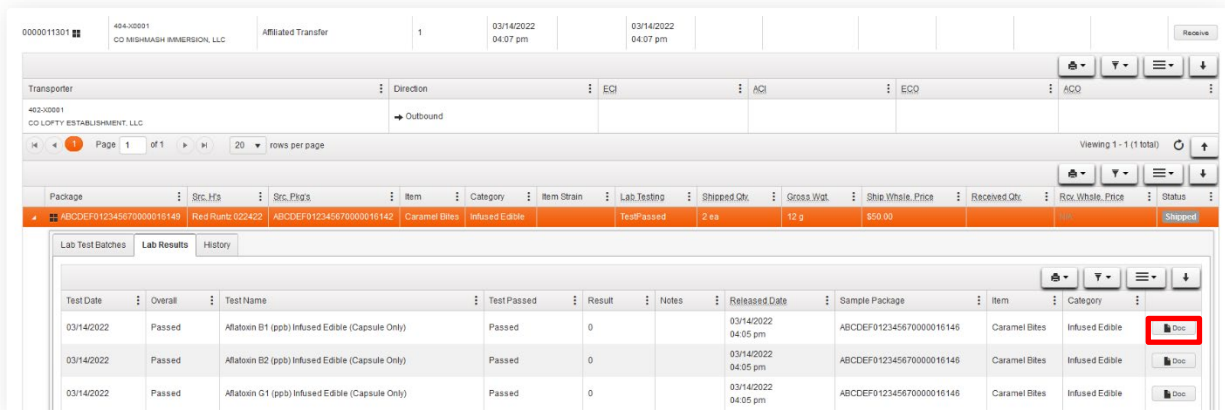 0000011301 404-X0001 CO MISHMASH IMMERSION, LLC Affiliated Transfer 1 03/14/2022 04:07 pm 03/14/2022 04:07 pm Receive
Transporter Direction ECI ACI ECO ACO
402-X0001 CO LOFTY ESTABLISHMENT, LLC Outbound
1 Page 1 of 1 20 rows per page Viewing 1 - 1 (1 total)
Package Src. H's Src. Pkg's Item Category Item Strain Lab Testing Shipped Qty. Gross Wgt. Ship Whsle. Price Received Qty. Rcv. Whsle. Price Status
ABCDEF012345670000016149 Red Runtz 022422 ABCDEF012345670000016142 Caramel Bites Infused Edible TestPassed 2 ea 12 g $50.00 Shipped
Lab Test Batches Lab Results History
Test Date Overall Test Name Test Passed Result Notes Released Date Sample Package Item Category
03/14/2022 Passed Aflatoxin B1 (ppb) Infused Edible (Capsule Only) Passed 0 03/14/2022 04:05 pm ABCDEF012345670000016146 Caramel Bites Infused Edible Doc
03/14/2022 Passed Aflatoxin B2 (ppb) Infused Edible (Capsule Only) Passed 0 03/14/2022 04:05 pm ABCDEF012345670000016146 Caramel Bites Infused Edible Doc
03/14/2022 Passed Aflatoxin G1 (ppb) Infused Edible (Capsule Only) Passed 0 03/14/2022 04:05 pm ABCDEF012345670000016146 Caramel Bites Infused Edible Doc